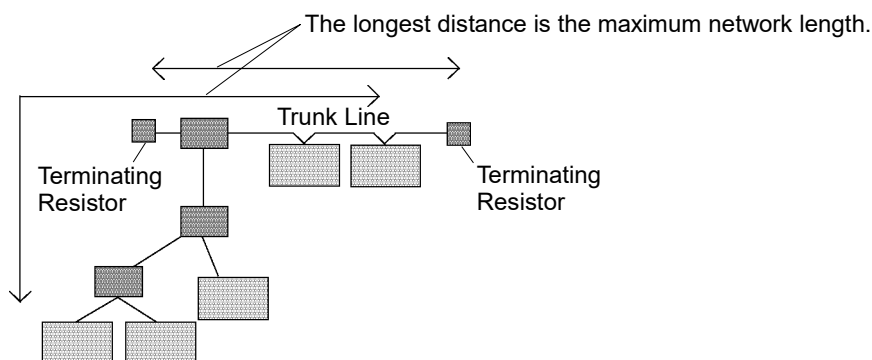 The longest distance is the maximum network length.
Trunk Line
Terminating
Resistor
Terminating
Resistor